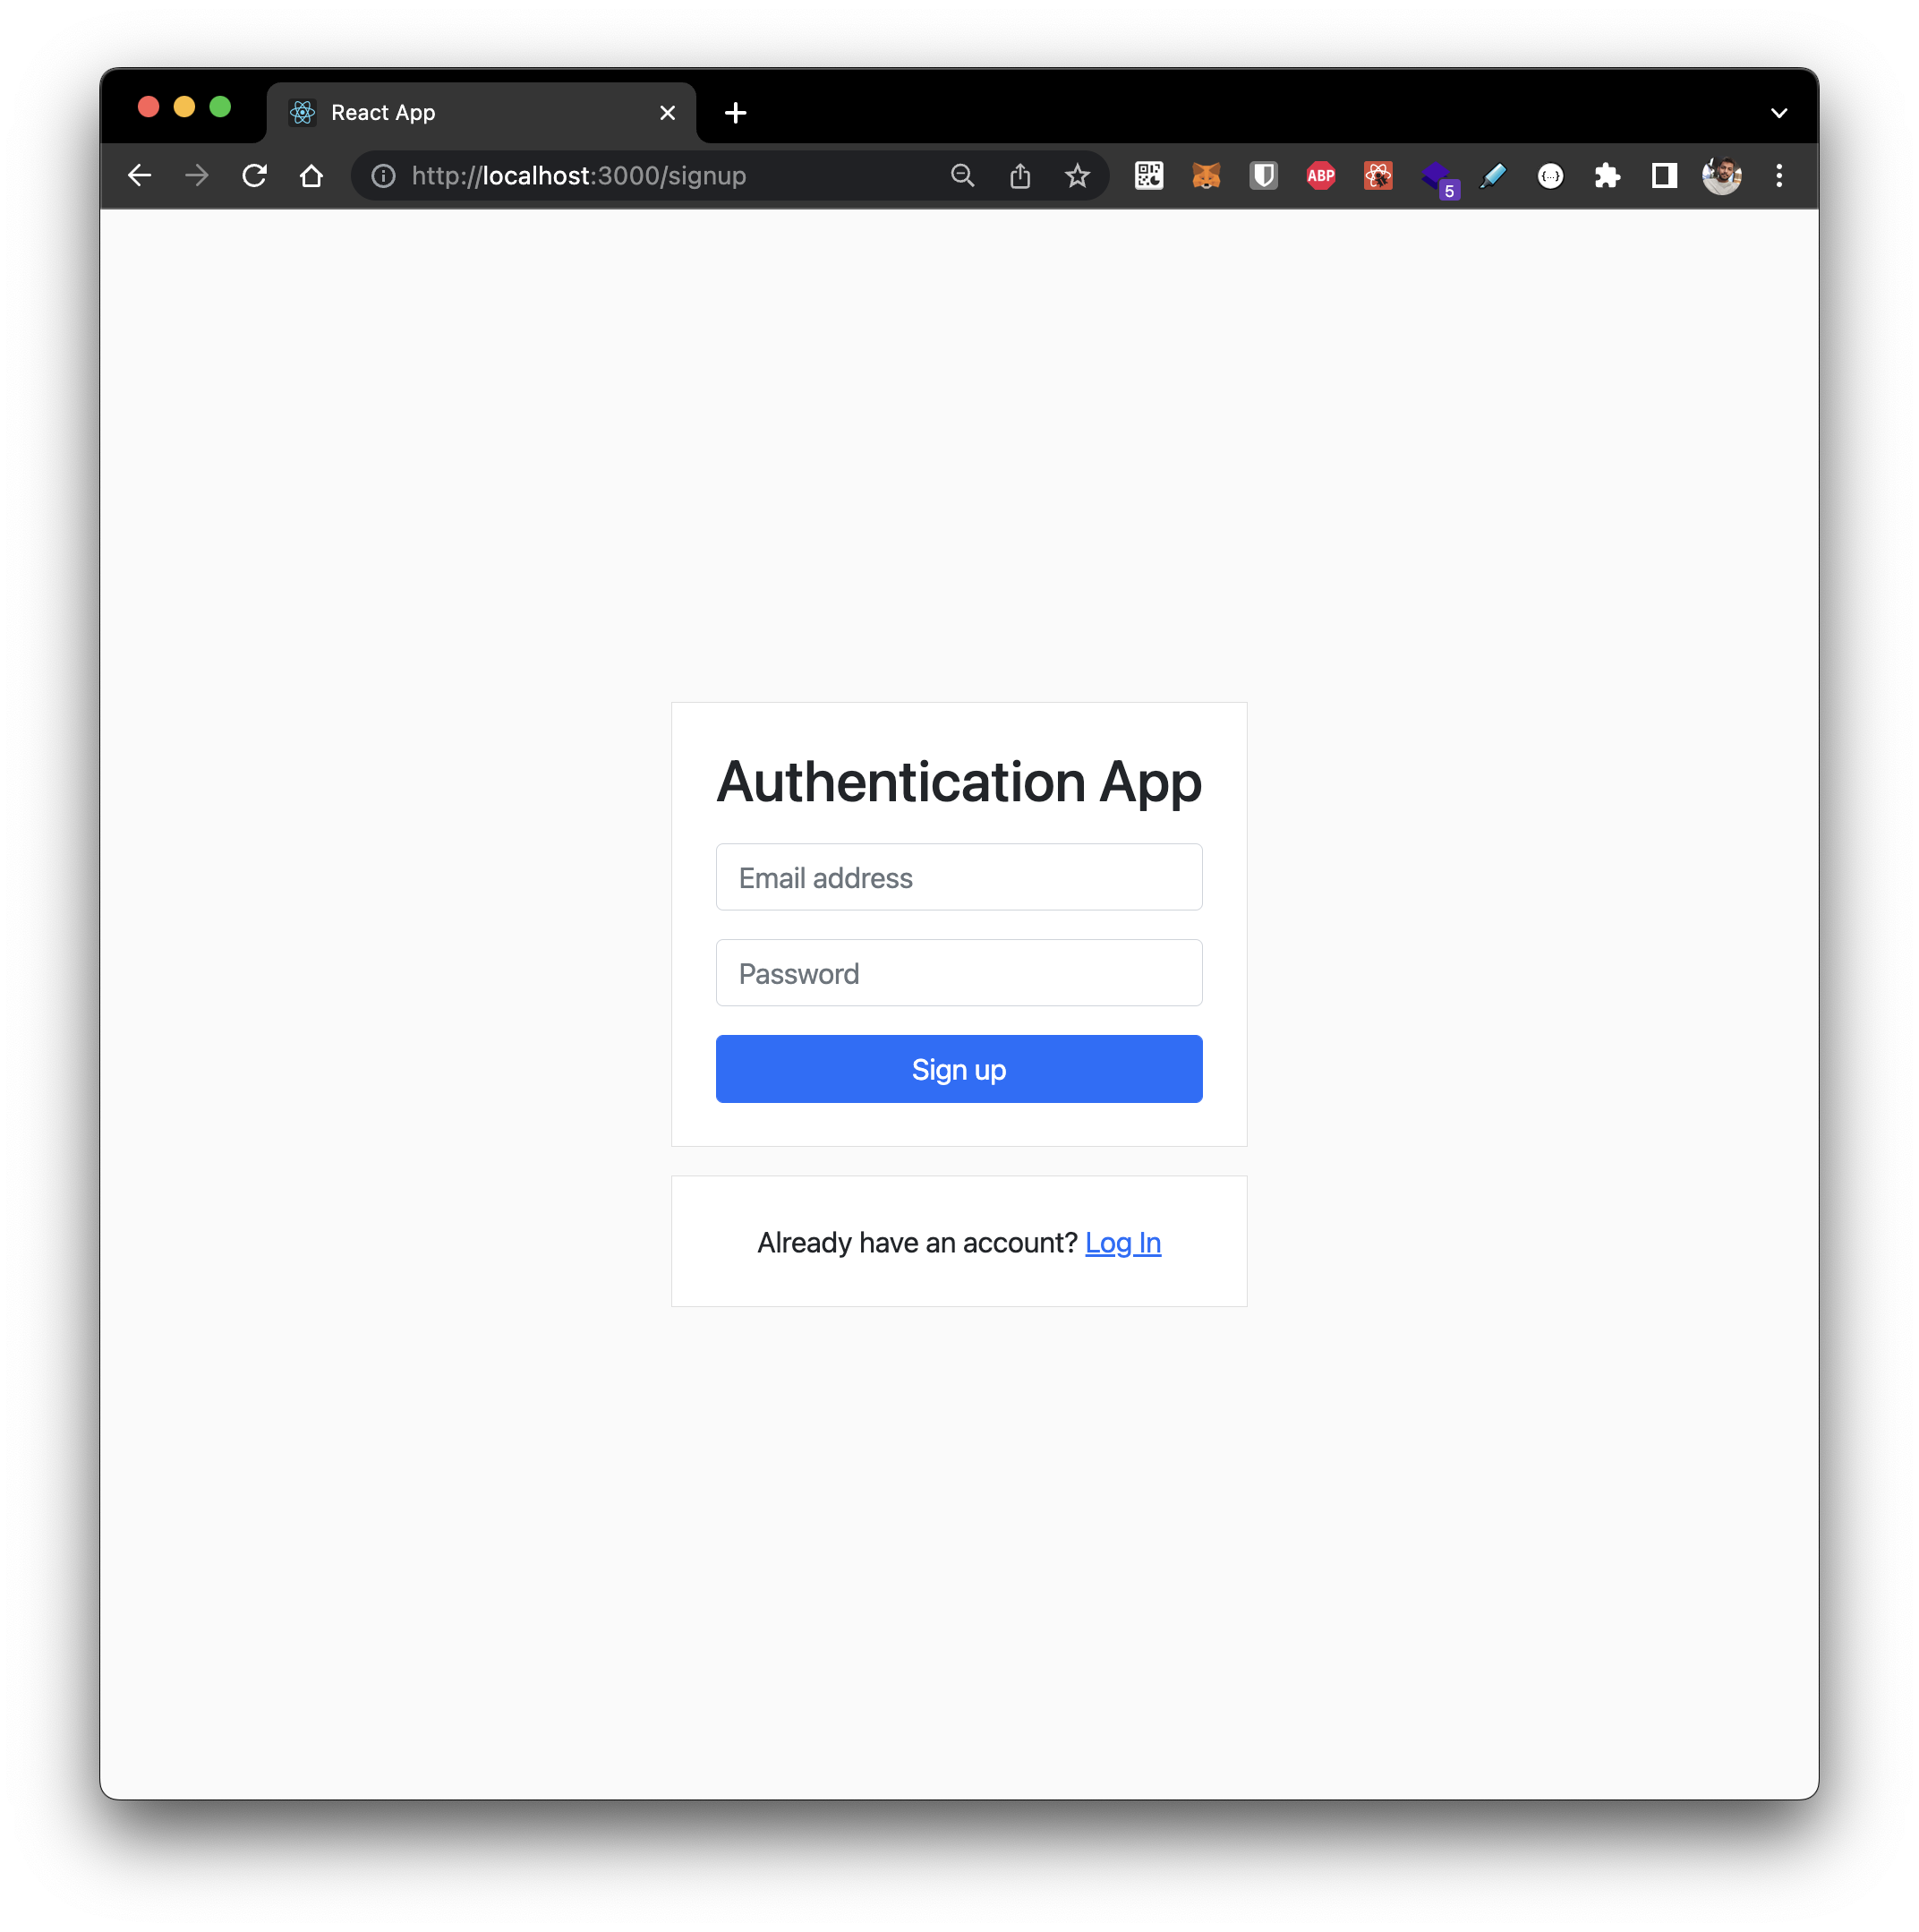 React App
http://localhost:3000/signup
ABP
5
Authentication App
Email address
Password
Sign up
Already have an account? Log In